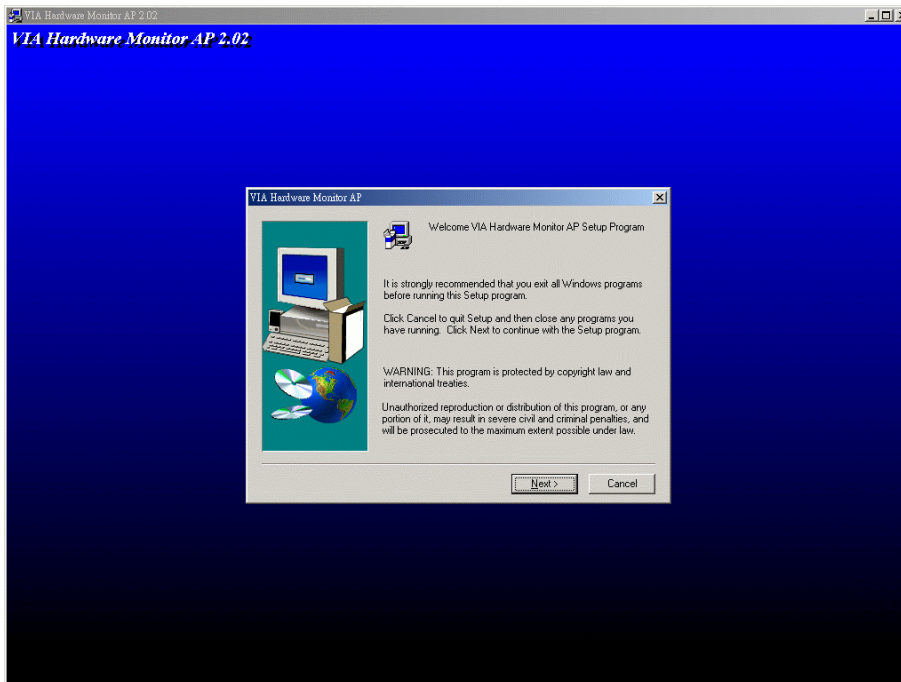 VIA Hardware Monitor AP 2.02
VIA Hardware Monitor AP 2.02
VIA Hardware Monitor AP
Welcome VIA Hardware Monitor AP Setup Program
It is strongly recommended that you exit all Windows programs
before running this Setup program.
Click Cancel to quit Setup and then close any programs you
have running. Click Next to continue with the Setup program.
WARNING: This program is protected by copyright law and
international treaties.
Unauthorized reproduction or distribution of this program, or any
portion of it, may result in severe civil and criminal penalties, and
will be prosecuted to the maximum extent possible under law.
Next >
Cancel